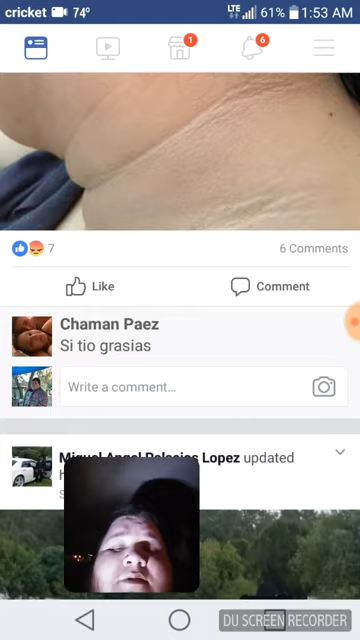 cricket 74° LTE 61% 1:53 AM
1 6
7 6 Comments
Like Comment
Chaman Paez
Si tio grasias
Write a comment...
Lopez updated
DU SCREEN RECORDER